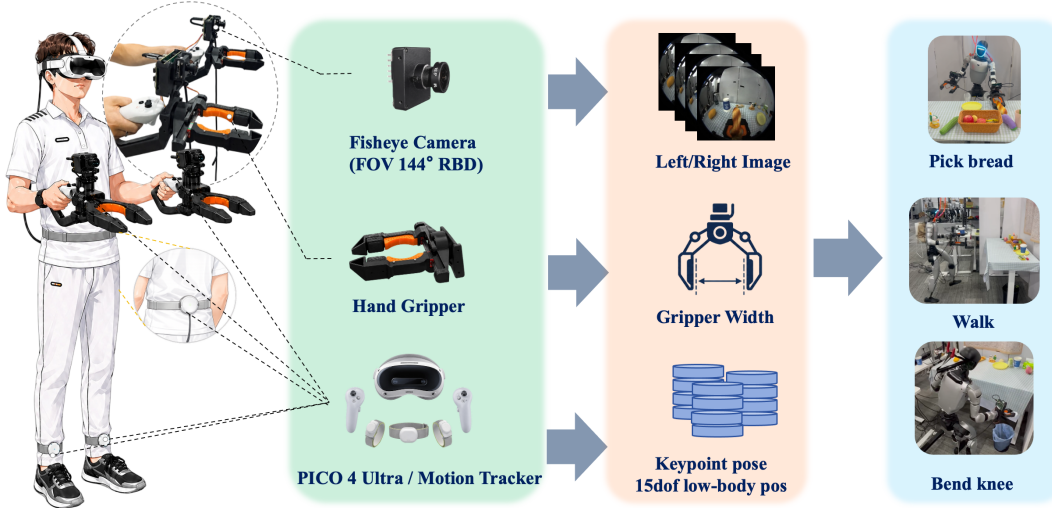 Fisheye Camera
(FOV 144° RBD)
Left/Right Image
Pick bread
Hand Gripper
Gripper Width
Walk
PICO 4 Ultra / Motion Tracker
Keypoint pose
15dof low-body pos
Bend knee